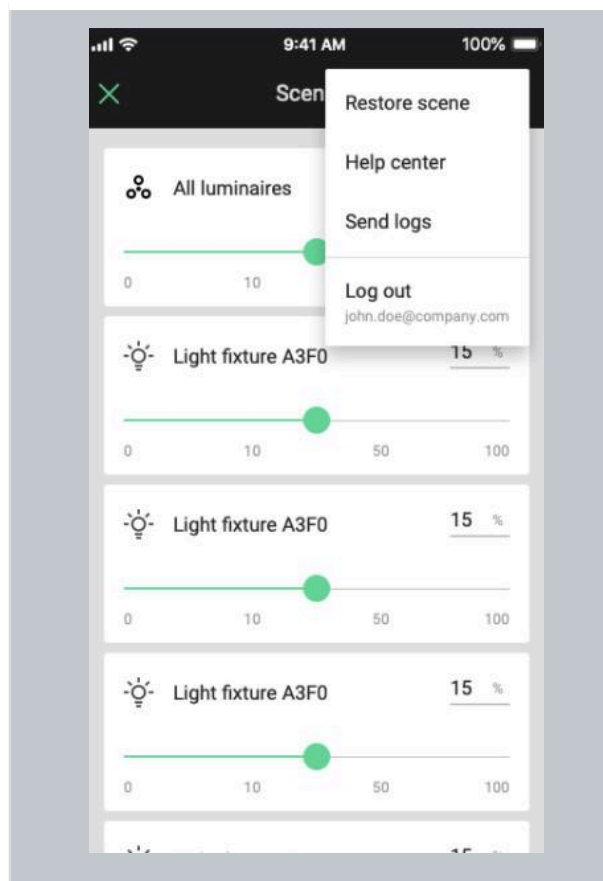 9:41 AM 100%
Scen
Restore scene
Help center
Send logs
Log out
john.doe@company.com
All luminaires
0 10
Light fixture A3F0 15 %
0 10 50 100
Light fixture A3F0 15 %
0 10 50 100
Light fixture A3F0 15 %
0 10 50 100